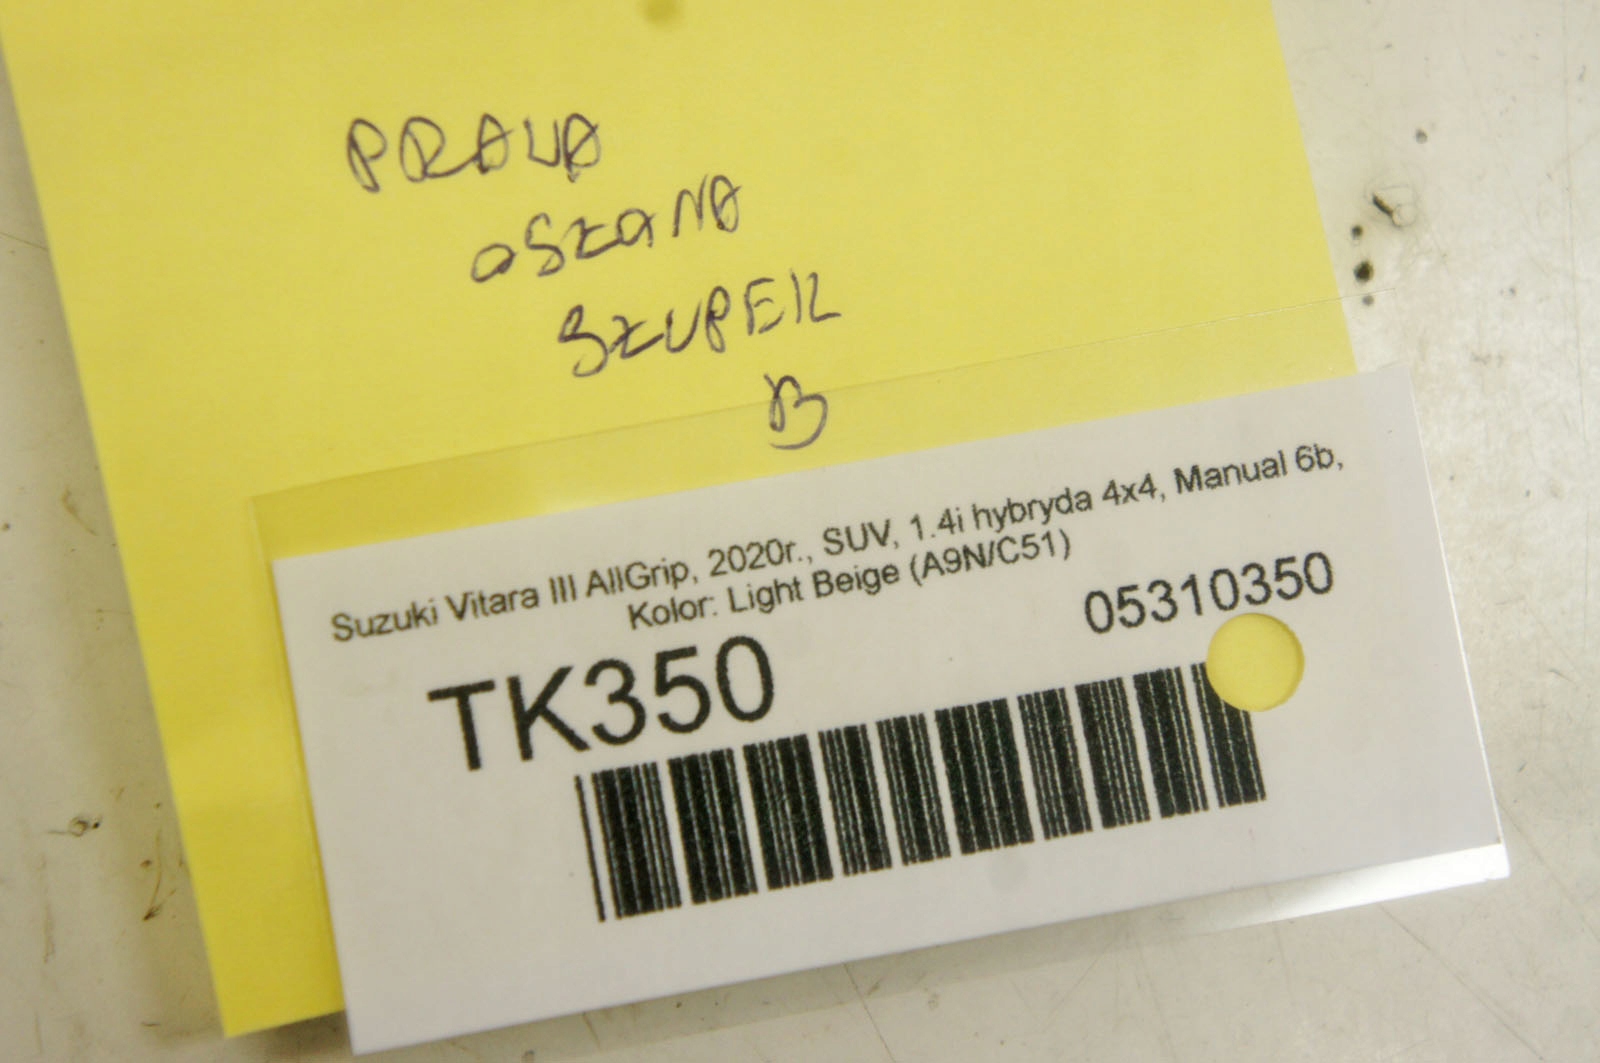 PRAWA
OSŁONA
SZUPEŁ
B
Suzuki Vitara III AllGrip, 2020r., SUV, 1.4i hybryda 4x4, Manual 6b,
Kolor: Light Beige (A9N/C51)
05310350
TK350